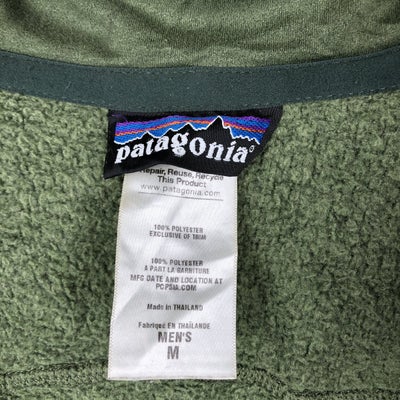 patagonia®
Repair, Reuse, Recycle
This Product
www.patagonia.com
100% POLYESTER
EXCLUSIVE OF TRIM
100% POLYESTER
A PART LA GARNITURE
MFG DATE AND LOCATION AT
PCPSIA.COM
Made in THAILAND
Fabriqué EN THAÏLANDE
MEN'S
M